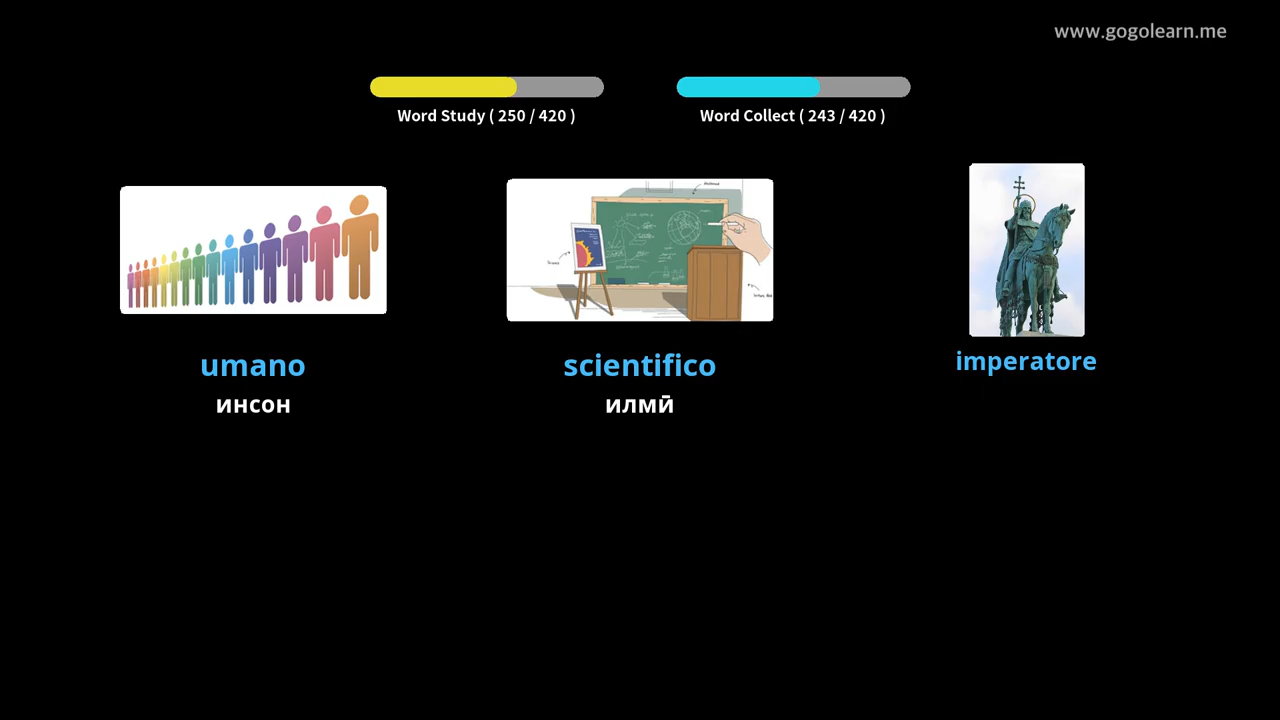 www.gogolearn.me
Word Study ( 250 / 420 )
Word Collect ( 243 / 420 )
umano
scientifico
imperatore
инсон
илмӣ